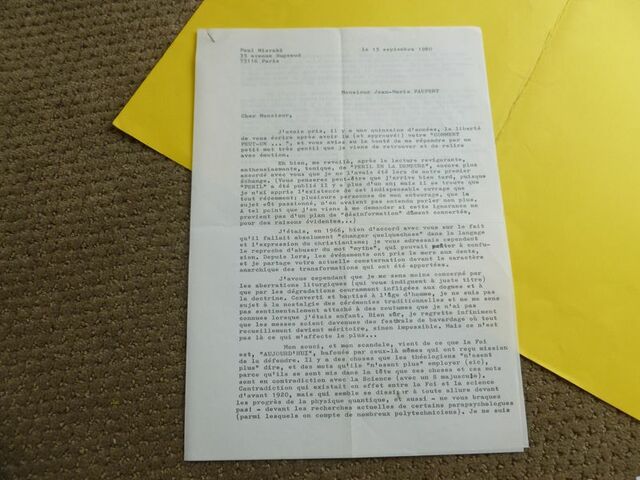 Paul Misraki
35 avenue Bugeaud
75116 Paris
le 15 septembre 1980
Monsieur Jean-Marie PAUPERT
Cher Monsieur,
J'avais pris, il y a une quinzaine d'années, la liberté
de vous écrire après avoir lu (et approuvé!) votre "COMMENT
PEUT-ON ... ", et vous aviez eu la bonté de me répondre par un
petit mot très gentil que je viens de retrouver et de relire
avec émotion.
Eh bien, me revoilà, après la lecture revigorante,
enthousiasmante, tonique, de "PERIL EN LA DEMEURE", encore plus
accordé avec vous que je ne l'avais été lors de notre premier
échange. (Vous penserez peut-être que j'arrive bien tard, puisque
"PERIL" a été publié il y a plus d'un an; mais il se trouve que
je n'ai appris l'existence de cet indispensable ouvrage que
tout récemment; plusieurs personnes de mon entourage, que le
sujet eût passionné, n'en avaient pas entendu parler non plus.
A tel point que j'en viens à me demander si cette ignorance ne
provient pas d'un plan de "désinformation" dûment concertée,
pour des raisons évidentes...)
J'étais, en 1966, bien d'accord avec vous sur le fait
qu'il fallait absolument "changer quelquechose" dans le langage
et l'expression du christianisme; je vous adressais cependant
le reproche d'abuser du mot "mythe", qui pouvait prêter à confu-
sion. Depuis lors, les événements ont pris le mors aux dents,
et je partage votre actuelle consternation devant le caractère
anarchique des transformations qui ont été apportées.
J'avoue cependant que je me sens moins concerné par
les aberrations liturgiques (qui vous indignent à juste titre)
que par les dégradations couramment infligées aux dogmes et à
la doctrine. Converti et baptisé à l'âge d'homme, je ne suis pas
sujet à la nostalgie des cérémonies traditionnelles et ne me sens
pas sentimentalement attaché à des coutumes que je n'ai pas
connues lorsque j'étais enfant. Bien sûr, je regrette infiniment
que les messes soient devenues des festivals de bavardage où tout
recueillement devient méritoire, sinon impossible. Mais ce n'est
pas là ce qui m'affecte le plus...
Mon souci, et mon scandale, vient de ce que la Foi
est, "AUJOURD'HUI", bafouée par ceux-là mêmes qui ont reçu mission
de la défendre. Il y a des choses que les théologiens "n'osent
plus" dire, et des mots qu'ils "n'osent plus" employer (sic),
parce qu'ils se sont mis dans la tête que ces choses et ces mots
sont en contradiction avec la Science (avec un S majuscule).
Contradiction qui existait en effet entre la Foi et la science
d'avant 1920, mais qui semble se dissiper à toute allure devant
les progrès de la physique quantique, et aussi - ne vous braquez
pas! - devant les recherches actuelles de certains parapsychologues
(parmi lesquels on compte de nombreux polytechniciens). Je ne suis